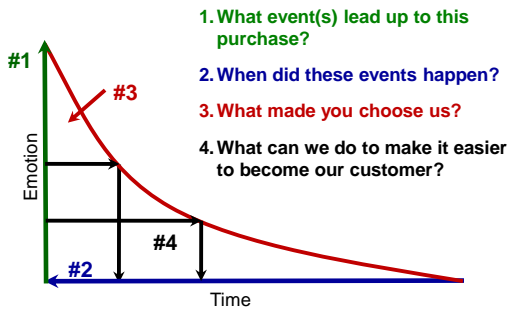 1. What event(s) lead up to this
purchase?
2. When did these events happen?
3. What made you choose us?
4. What can we do to make it easier
to become our customer?
#1
#3
Emotion
#4
#2
Time